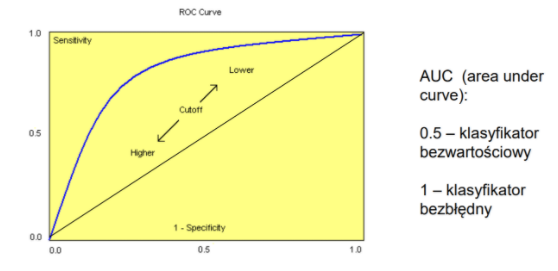 ROC Curve
1.0
Sensitivity
Lower
Cutoff
0.5
Higher
0.0
1 - Specificity
0.0
0.5
1.0
AUC (area under
curve):
0.5 – klasyfikator
bezwartościowy
1 – klasyfikator
bezbłędny